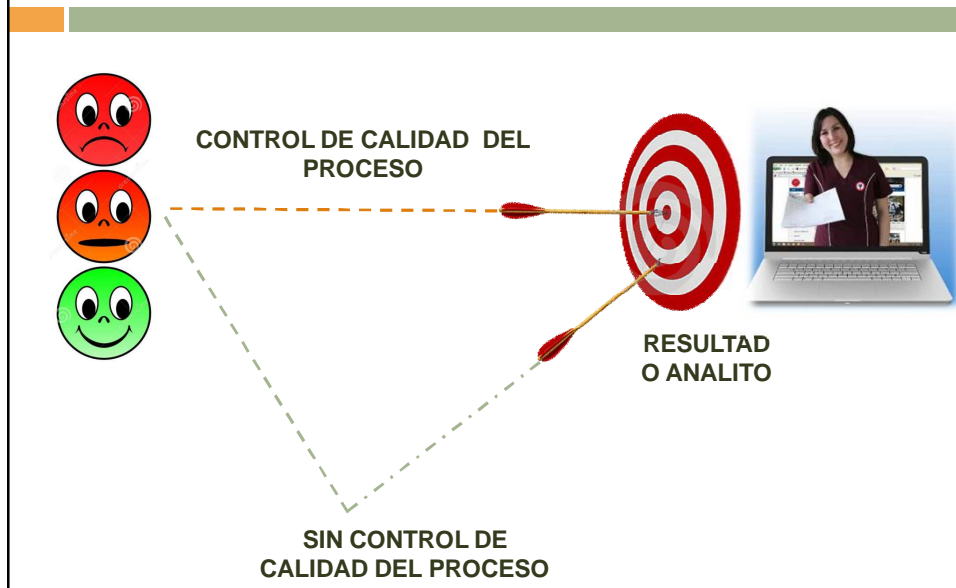 CONTROL DE CALIDAD DEL
PROCESO
RESULTAD
O ANALITO
SIN CONTROL DE
CALIDAD DEL PROCESO